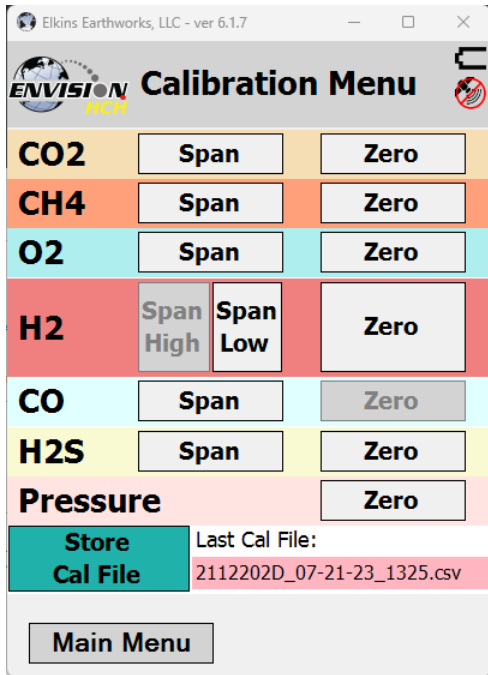 Elkins Earthworks, LLC - ver 6.1.7
ENVISION
HCH
Calibration Menu
CO2 Span Zero
CH4 Span Zero
O2 Span Zero
H2 Span High Span Low Zero
CO Span Zero
H2S Span Zero
Pressure Zero
Store
Cal File
Last Cal File:
2112202D_07-21-23_1325.csv
Main Menu